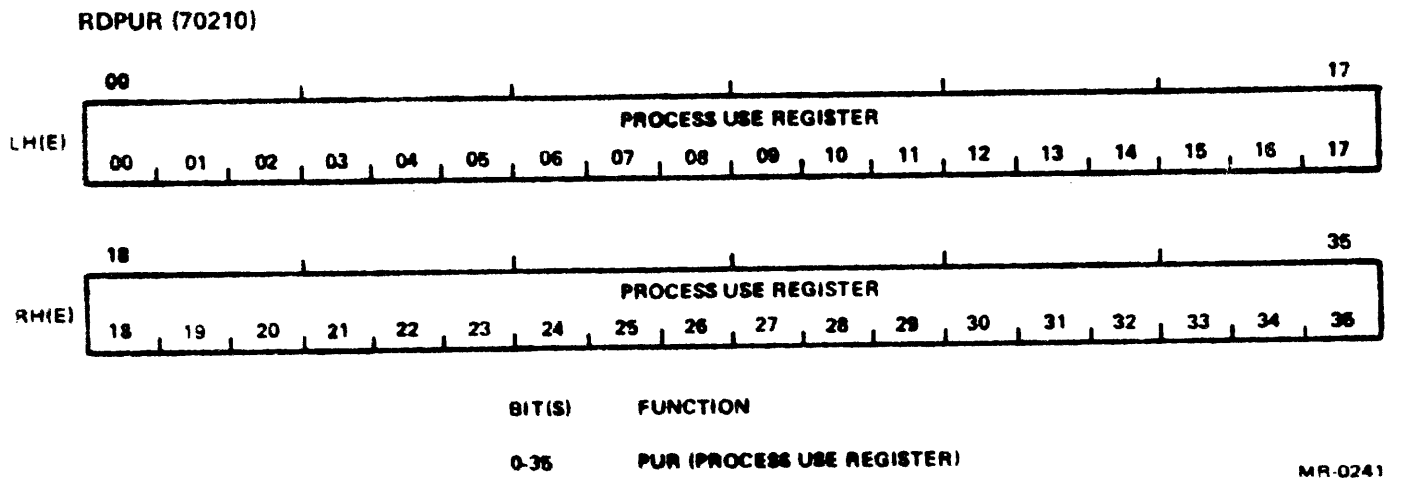 RDPUR (70210)
00 17
PROCESS USE REGISTER
LH(E)
00 01 02 03 04 05 06 07 08 09 10 11 12 13 14 15 16 17
18 35
PROCESS USE REGISTER
RH(E)
18 19 20 21 22 23 24 25 26 27 28 29 30 31 32 33 34 35
BIT(S) FUNCTION
0-35 PUR (PROCESS USE REGISTER)
MR-0241